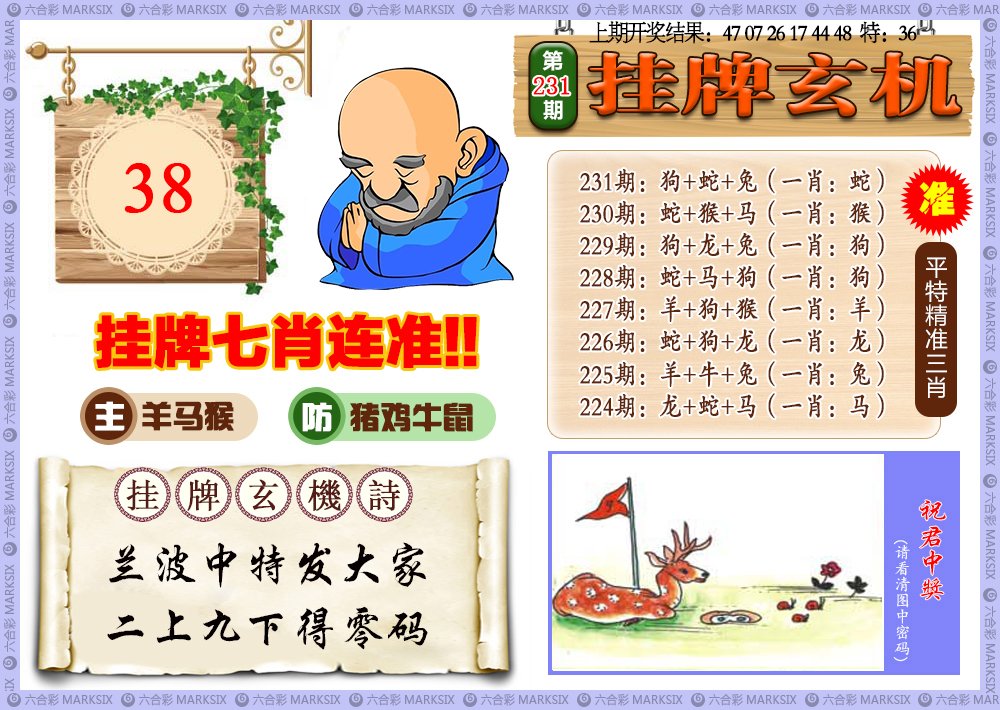 上期开奖结果：47 07 26 17 44 48 特：36
第231期
挂牌玄机
38
挂牌七肖连准!!
主 羊马猴
防 猪鸡牛鼠
挂牌玄機詩
兰波中特发大家
二上九下得零码
231期：狗+蛇+兔（一肖：蛇）
230期：蛇+猴+马（一肖：猴）
229期：狗+龙+兔（一肖：狗）
228期：蛇+马+狗（一肖：狗）
227期：羊+狗+猴（一肖：羊）
226期：蛇+狗+龙（一肖：龙）
225期：羊+牛+兔（一肖：兔）
224期：龙+蛇+马（一肖：马）
准
平特精准三肖
祝君中獎
（请看清图中密码）
六合彩 MARKSIX